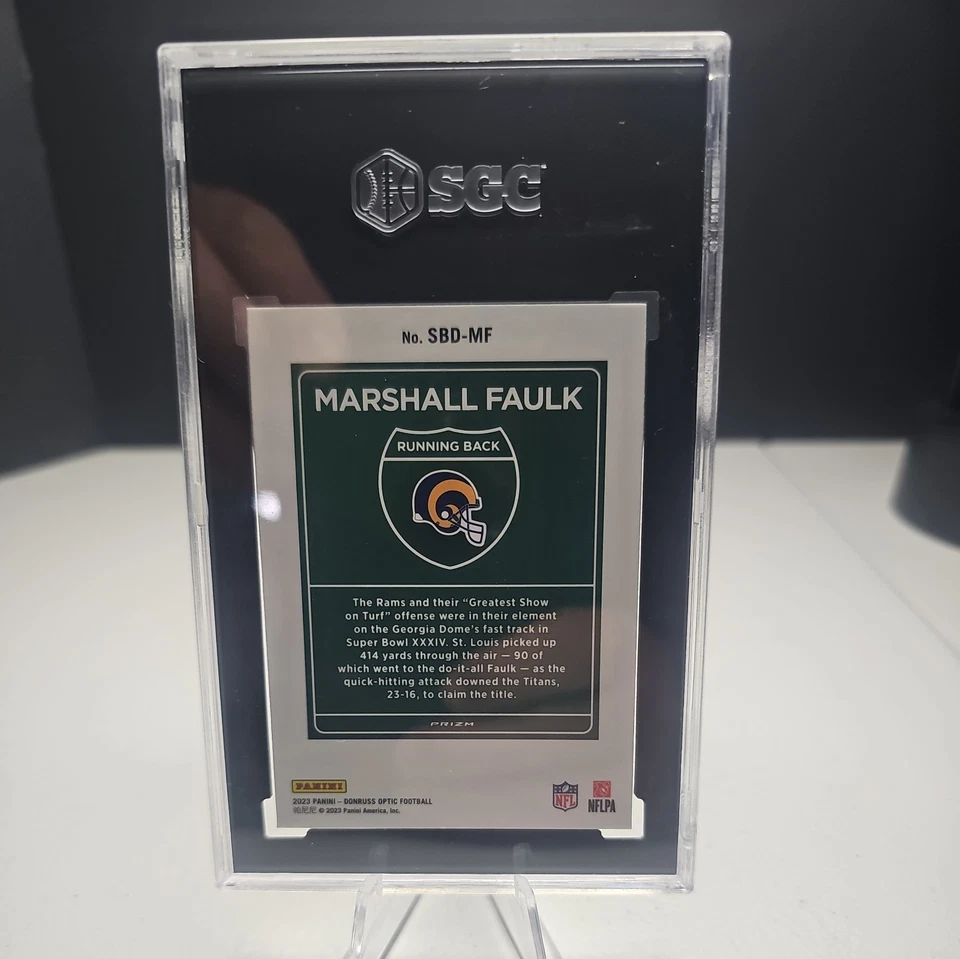 SGC
No. SBD-MF
MARSHALL FAULK
RUNNING BACK
The Rams and their “Greatest Show
on Turf” offense were in their element
on the Georgia Dome’s fast track in
Super Bowl XXXIV. St. Louis picked up
414 yards through the air — 90 of
which went to the do-it-all Faulk — as the
quick-hitting attack downed the Titans,
23-16, to claim the title.
PRIZM
PANINI
2023 PANINI – DONRUSS OPTIC FOOTBALL
帕尼尼 © 2023 Panini America, Inc.
NFL
NFLPA